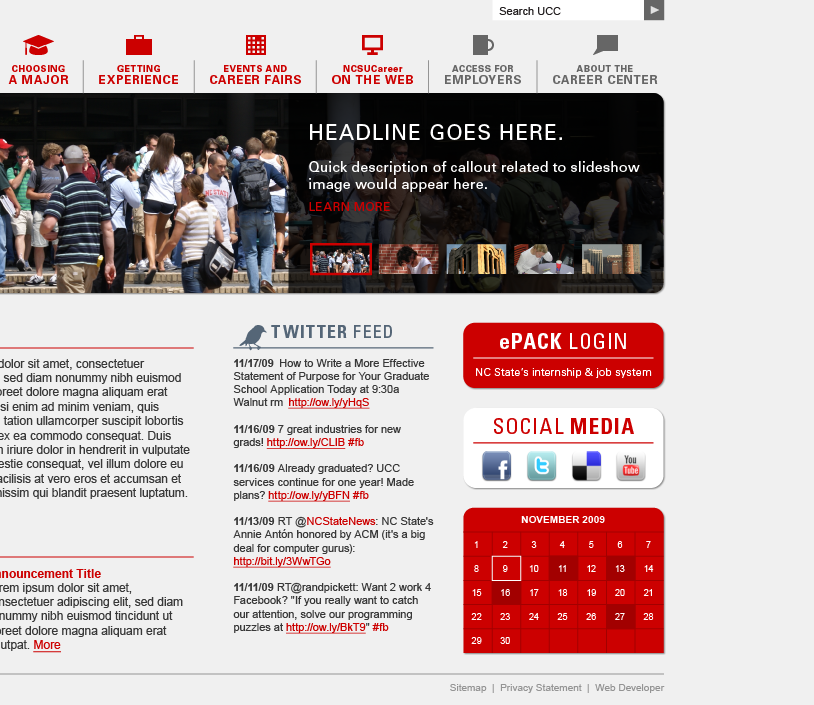 Search UCC
CHOOSING
A MAJOR
GETTING
EXPERIENCE
EVENTS AND
CAREER FAIRS
NCSUCareer
ON THE WEB
ACCESS FOR
EMPLOYERS
ABOUT THE
CAREER CENTER
HEADLINE GOES HERE.
Quick description of callout related to slideshow
image would appear here.
LEARN MORE
dolor sit amet, consectetuer
sed diam nonummy nibh euismod
oreet dolore magna aliquam erat
si enim ad minim veniam, quis
tation ullamcorper suscipit lobortis
ex ea commodo consequat. Duis
iriure dolor in hendrerit in vulputate
estie consequat, vel illum dolore eu
acilisis at vero eros et accumsan et
nissim qui blandit praesent luptatum.
nnouncement Title
rem ipsum dolor sit amet,
nsectetuer adipiscing elit, sed diam
nummy nibh euismod tincidunt ut
oreet dolore magna aliquam erat
utpat. More
TWITTER FEED
11/17/09 How to Write a More Effective
Statement of Purpose for Your Graduate
School Application Today at 9:30a
Walnut rm http://ow.ly/yHqS
11/16/09 7 great industries for new
grads! http://ow.ly/CLIB #fb
11/16/09 Already graduated? UCC
services continue for one year! Made
plans? http://ow.ly/yBFN #fb
11/13/09 RT @NCStateNews: NC State's
Annie Antón honored by ACM (it's a big
deal for computer gurus):
http://bit.ly/3WwTGo
11/11/09 RT@randpickett: Want 2 work 4
Facebook? "If you really want to catch
our attention, solve our programming
puzzles at http://ow.ly/BkT9" #fb
ePACK LOGIN
NC State's internship & job system
SOCIAL MEDIA
f
t
You
Tube
NOVEMBER 2009
1 2 3 4 5 6 7
8 9 10 11 12 13 14
15 16 17 18 19 20 21
22 23 24 25 26 27 28
29 30
Sitemap | Privacy Statement | Web Developer